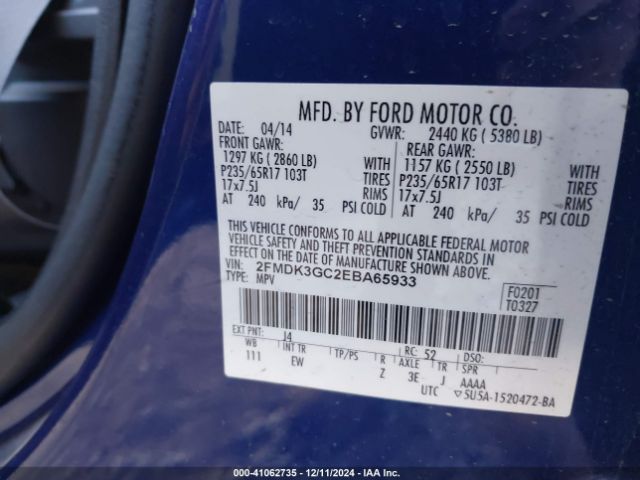 MFD. BY FORD MOTOR CO.
DATE: 04/14 GVWR: 2440 KG ( 5380 LB)
FRONT GAWR: REAR GAWR:
1297 KG ( 2860 LB) WITH 1157 KG ( 2550 LB) WITH
P235/65R17 103T TIRES P235/65R17 103T TIRES
17x7.5J RIMS 17x7.5J RIMS
AT 240 kPa/ 35 PSI COLD AT 240 kPa/ 35 PSI COLD
THIS VEHICLE CONFORMS TO ALL APPLICABLE FEDERAL MOTOR
VEHICLE SAFETY AND THEFT PREVENTION STANDARDS IN
EFFECT ON THE DATE OF MANUFACTURE SHOWN ABOVE.
VIN: 2FMDK3GC2EBA65933
TYPE: MPV
F0201
T0327
EXT PNT: J4 RC: 52 DSO:
WB INT TR TP/PS R AXLE TR SPR
111 EW Z 3E J AAAA
UTC ▽5U5A-1520472-BA
© COPART - 41062735 - 12/11/2024 - IAA Inc.